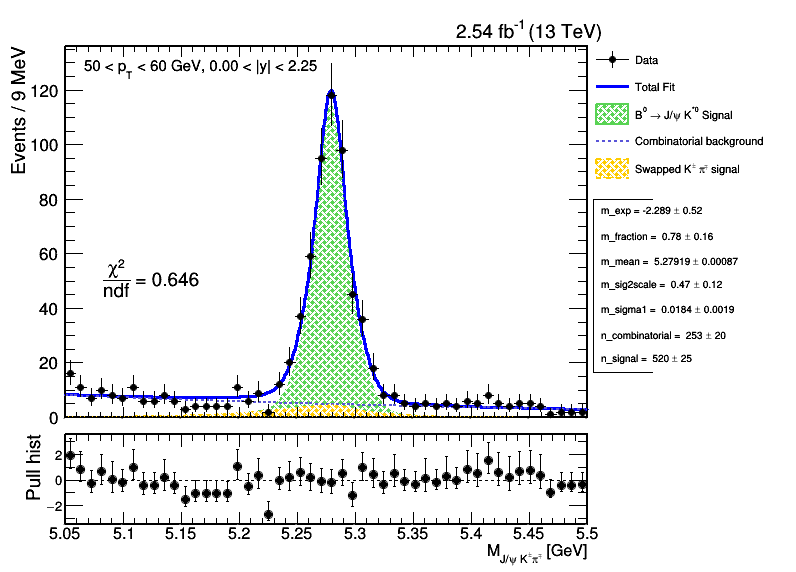 2.54 fb⁻¹ (13 TeV)
50 < p_T < 60 GeV, 0.00 < |y| < 2.25
Events / 9 MeV
120
100
80
60
40
20
0
χ²/ndf = 0.646
Data
Total Fit
B⁰ → J/ψ K*⁰ Signal
Combinatorial background
Swapped K± π∓ signal
m_exp = -2.289 ± 0.52
m_fraction = 0.78 ± 0.16
m_mean = 5.27919 ± 0.00087
m_sig2scale = 0.47 ± 0.12
m_sigma1 = 0.0184 ± 0.0019
n_combinatorial = 253 ± 20
n_signal = 520 ± 25
Pull hist
2
0
−2
5.05 5.1 5.15 5.2 5.25 5.3 5.35 5.4 5.45 5.5
M_J/ψ K± π∓ [GeV]